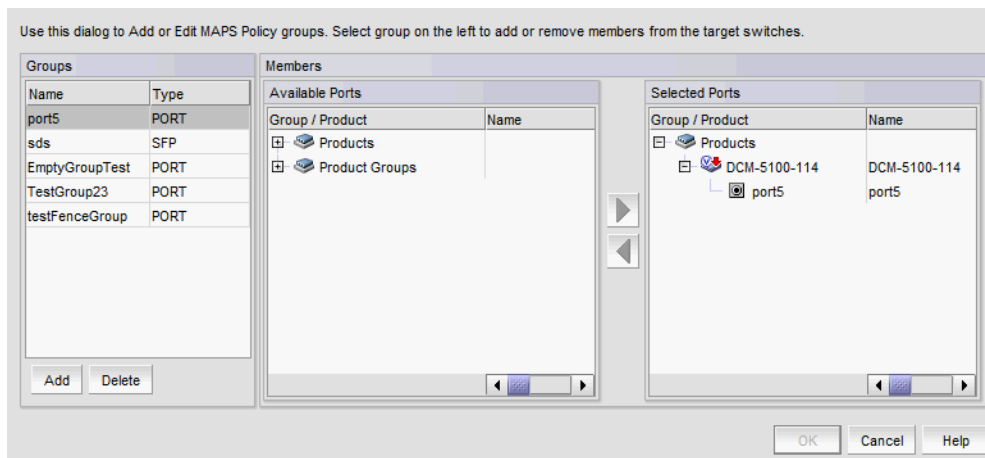 Use this dialog to Add or Edit MAPS Policy groups. Select group on the left to add or remove members from the target switches.
Groups
Name Type
port5 PORT
sds SFP
EmptyGroupTest PORT
TestGroup23 PORT
testFenceGroup PORT
Add Delete
Members
Available Ports
Group / Product Name
Products
Product Groups
Selected Ports
Group / Product Name
Products
DCM-5100-114 DCM-5100-114
port5 port5
OK Cancel Help